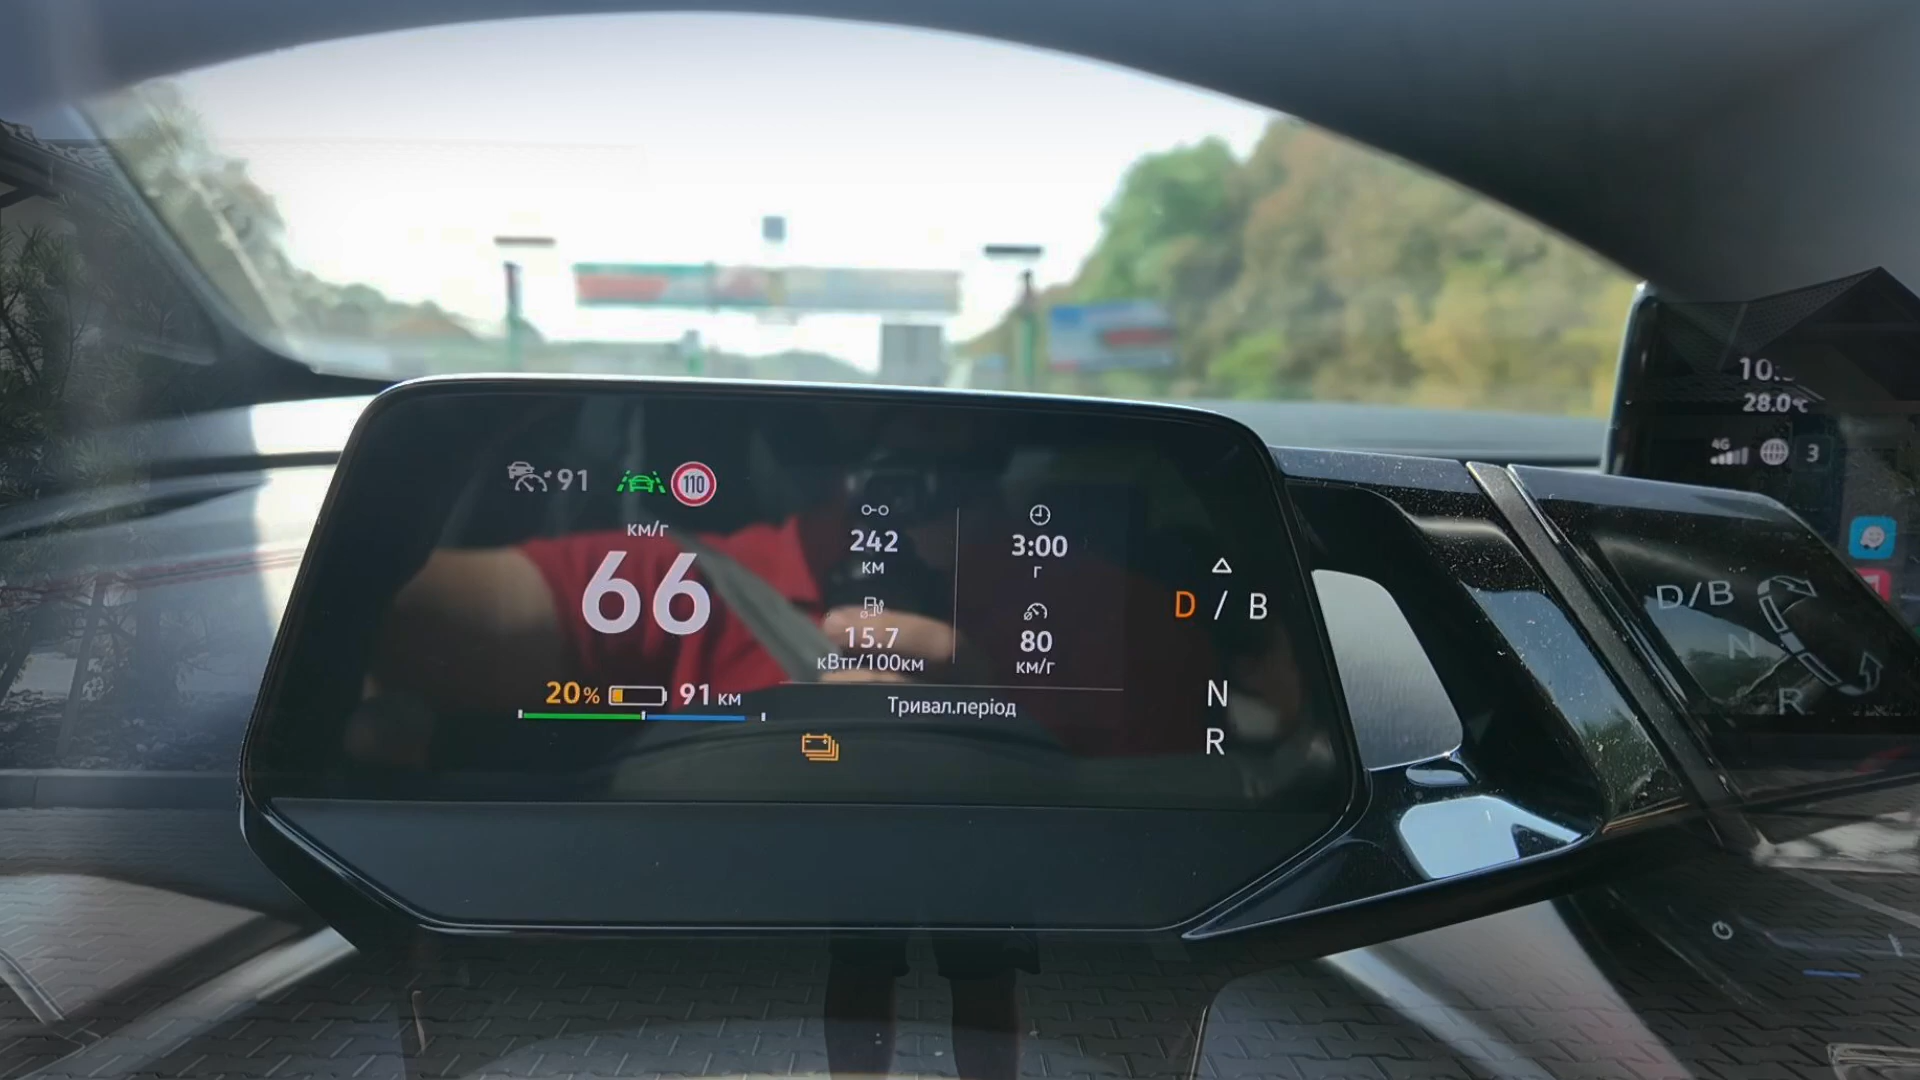 91
110
км/г
66
20% 91 км
242
км
3:00
г
15.7
кВтг/100км
80
км/г
Тривал.період
D / B
N
R
28.0°C
4G
3
D/B
N
R